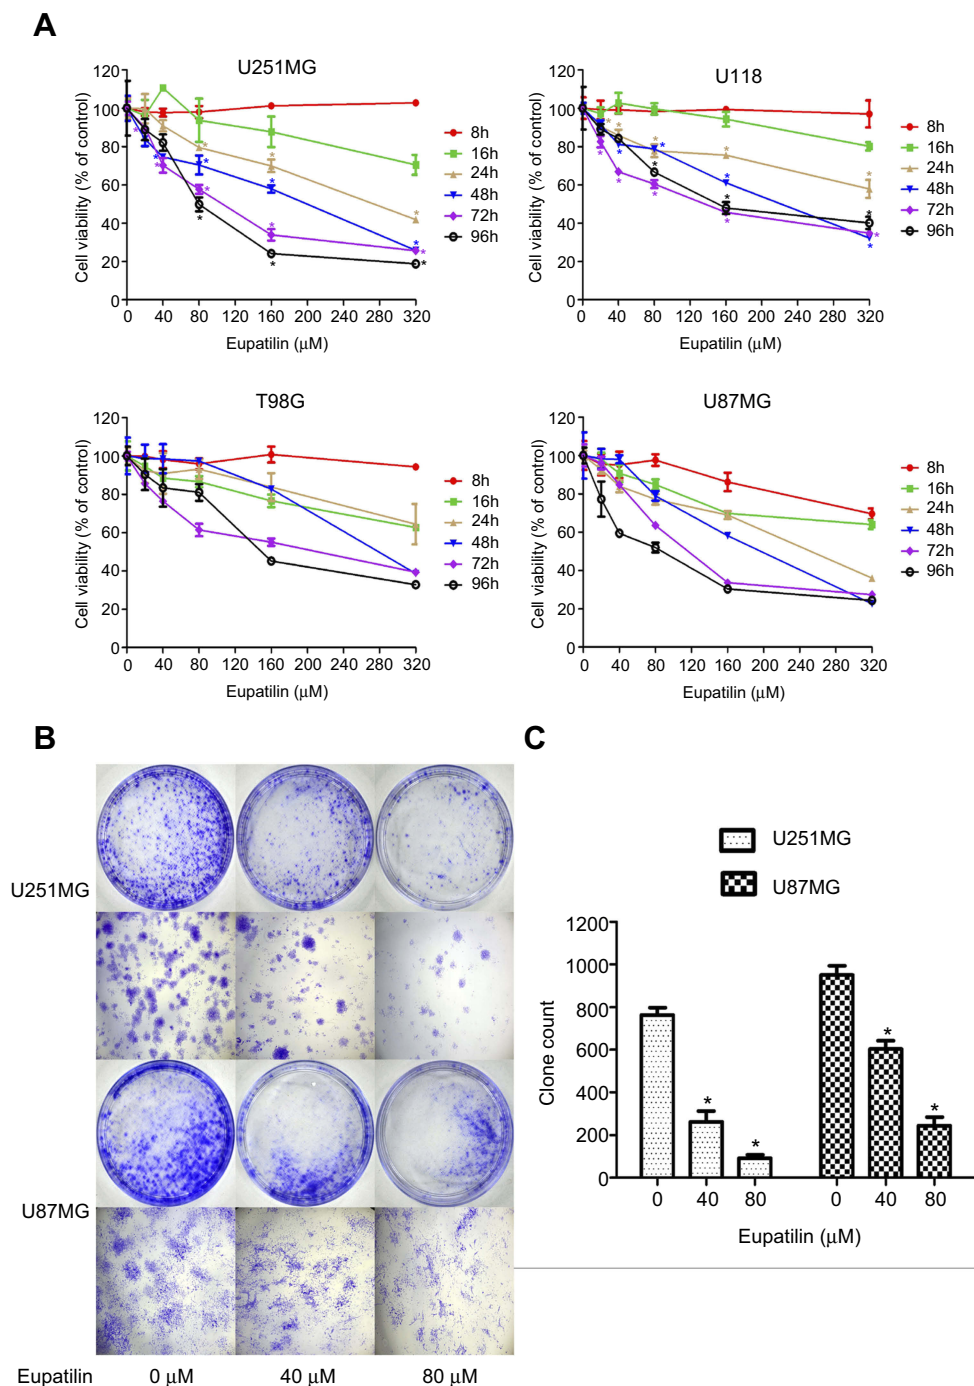 A
U251MG
Cell viability (% of control)
120
100
80
60
40
20
0
0 40 80 120 160 200 240 280 320
Eupatilin (µM)
8h
16h
24h
48h
72h
96h
U118
Cell viability (% of control)
120
100
80
60
40
20
0
0 40 80 120 160 200 240 280 320
Eupatilin (µM)
8h
16h
24h
48h
72h
96h
T98G
Cell viability (% of control)
120
100
80
60
40
20
0
0 40 80 120 160 200 240 280 320
Eupatilin (µM)
8h
16h
24h
48h
72h
96h
U87MG
Cell viability (% of control)
120
100
80
60
40
20
0
0 40 80 120 160 200 240 280 320
Eupatilin (µM)
8h
16h
24h
48h
72h
96h
B
U251MG
U87MG
Eupatilin 0 µM 40 µM 80 µM
C
U251MG
U87MG
Clone count
1200
1000
800
600
400
200
0
* * * *
0 40 80 0 40 80
Eupatilin (µM)